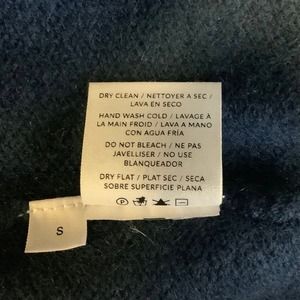 DRY CLEAN / NETTOYER A SEC /
LAVA EN SECO
HAND WASH COLD / LAVAGE À
LA MAIN FROID / LAVA A MANO
CON AGUA FRÍA
DO NOT BLEACH / NE PAS
JAVELLISER / NO USE
BLANQUEADOR
DRY FLAT / PLAT SEC / SECA
SOBRE SUPERFICIE PLANA
P
S